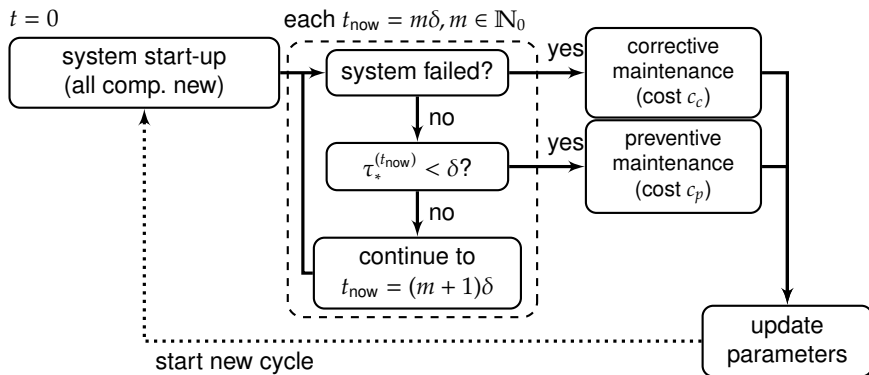 t = 0
each t_now = mδ, m ∈ ℕ₀
system start-up
(all comp. new)
system failed?
yes
corrective
maintenance
(cost c_c)
no
τ_*^(t_now) < δ?
yes
preventive
maintenance
(cost c_p)
no
continue to
t_now = (m + 1)δ
update
parameters
start new cycle